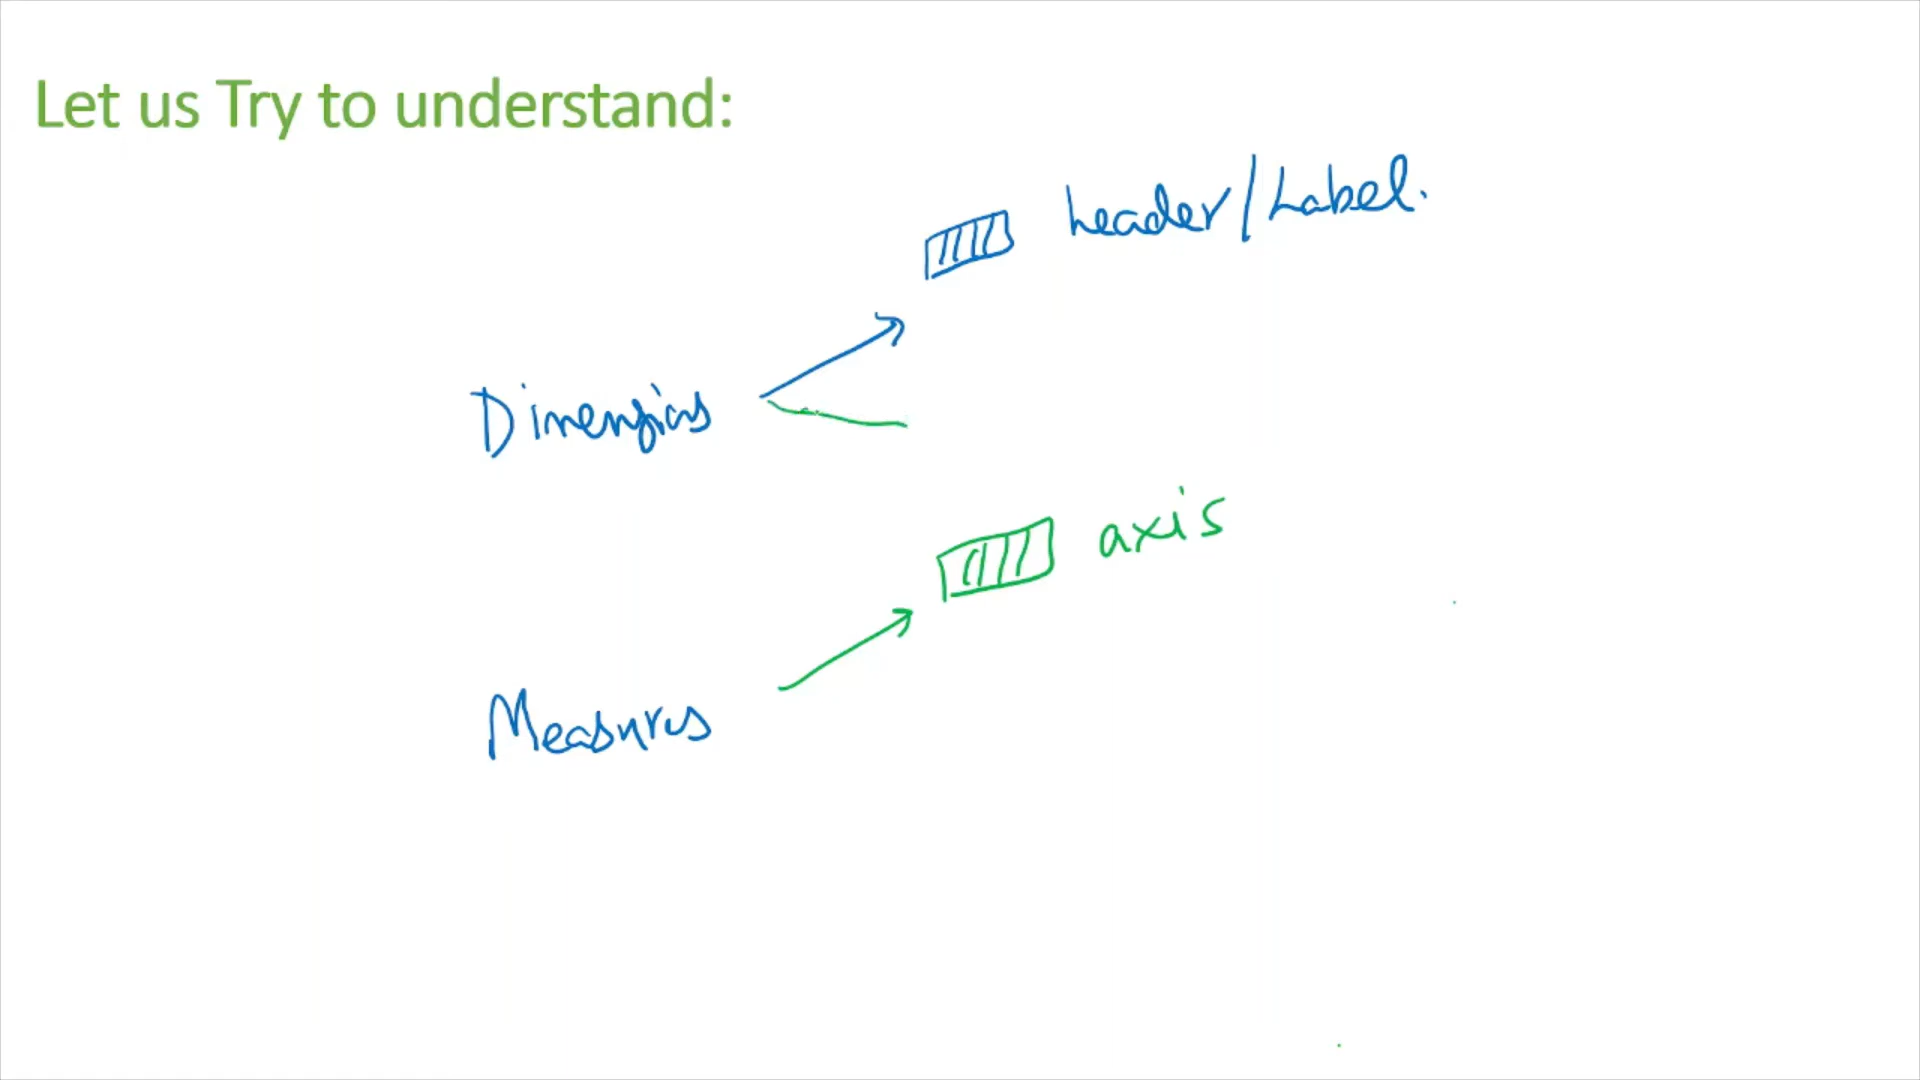 Let us Try to understand:
header/Label.
Dimensions
axis
Measures